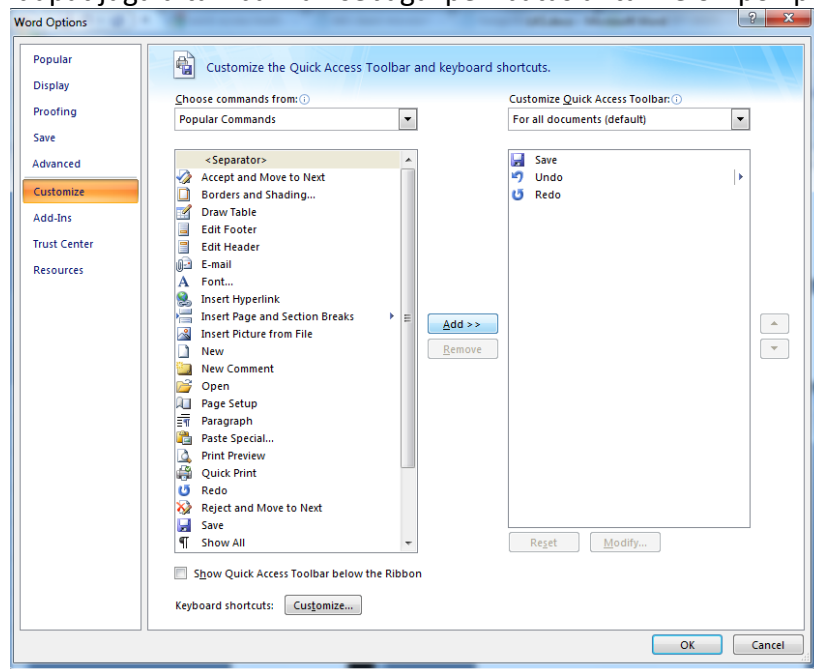 Word Options
Popular
Display
Proofing
Save
Advanced
Customize
Add-Ins
Trust Center
Resources
Customize the Quick Access Toolbar and keyboard shortcuts.
Choose commands from:
Popular Commands
<Separator>
Accept and Move to Next
Borders and Shading...
Draw Table
Edit Footer
Edit Header
E-mail
Font...
Insert Hyperlink
Insert Page and Section Breaks
Insert Picture from File
New
New Comment
Open
Page Setup
Paragraph
Paste Special...
Print Preview
Quick Print
Redo
Reject and Move to Next
Save
Show All
Add >>
Remove
Customize Quick Access Toolbar:
For all documents (default)
Save
Undo
Redo
Reset
Modify...
Show Quick Access Toolbar below the Ribbon
Keyboard shortcuts:
Customize...
OK
Cancel